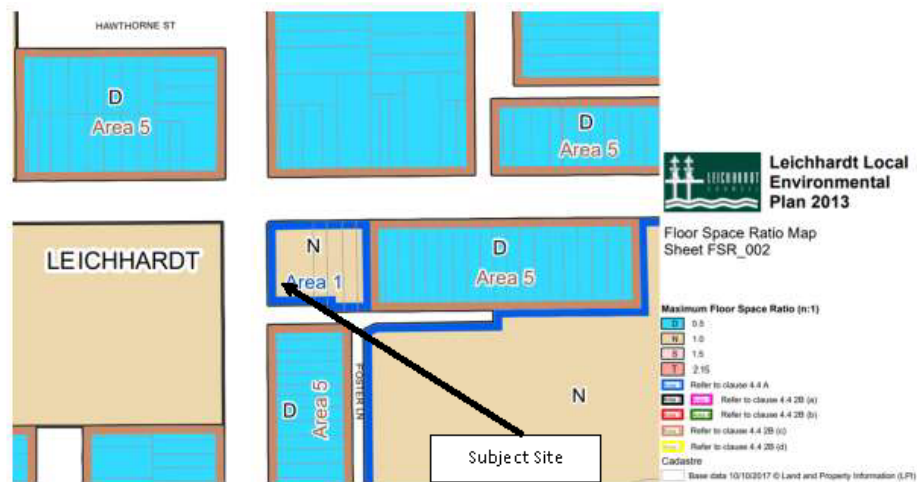 HAWTHORNE ST
D
Area 5
D
Area 5
LEICHHARDT
N
Area 1
D
Area 5
D
Area 5
FOSTER LN
N
Subject Site
LEICHHARDT
COUNCIL
Leichhardt Local
Environmental
Plan 2013
Floor Space Ratio Map
Sheet FSR_002
Maximum Floor Space Ratio (n:1)
D 0.5
N 1.0
S 1.5
T 2.15
Refer to clause 4.4 A
Refer to clause 4.4 2B (a)
Refer to clause 4.4 2B (b)
Refer to clause 4.4 2B (c)
Refer to clause 4.4 2B (d)
Cadastre
Base data 10/10/2017 © Land and Property Information (LPI)